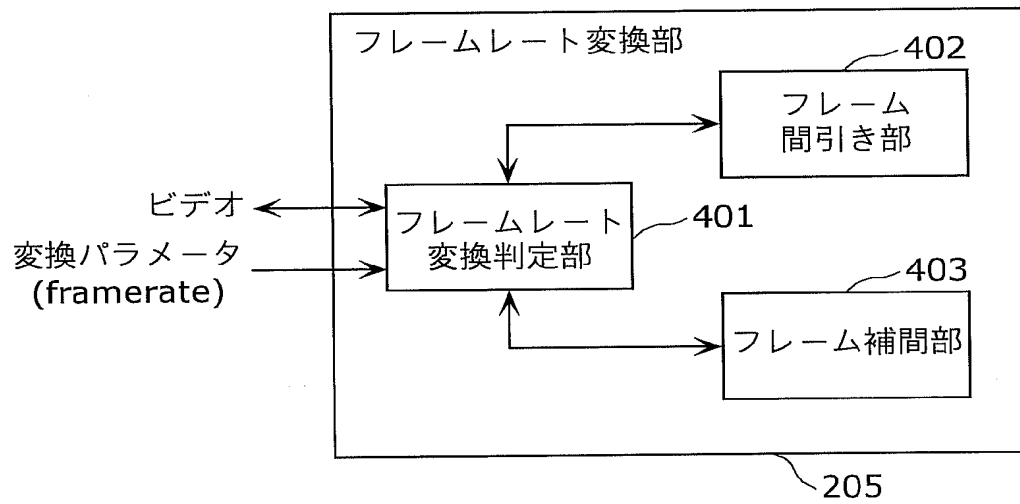 フレームレート変換部
402
フレーム
間引き部
ビデオ
フレームレート
変換判定部
401
変換パラメータ
(framerate)
403
フレーム補間部
205